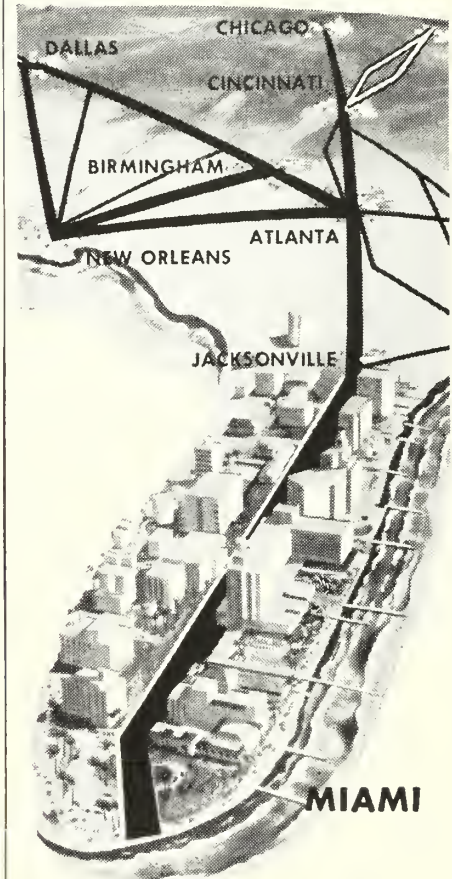 CHICAGO
DALLAS
CINCINNATI
BIRMINGHAM
ATLANTA
NEW ORLEANS
JACKSONVILLE
MIAMI